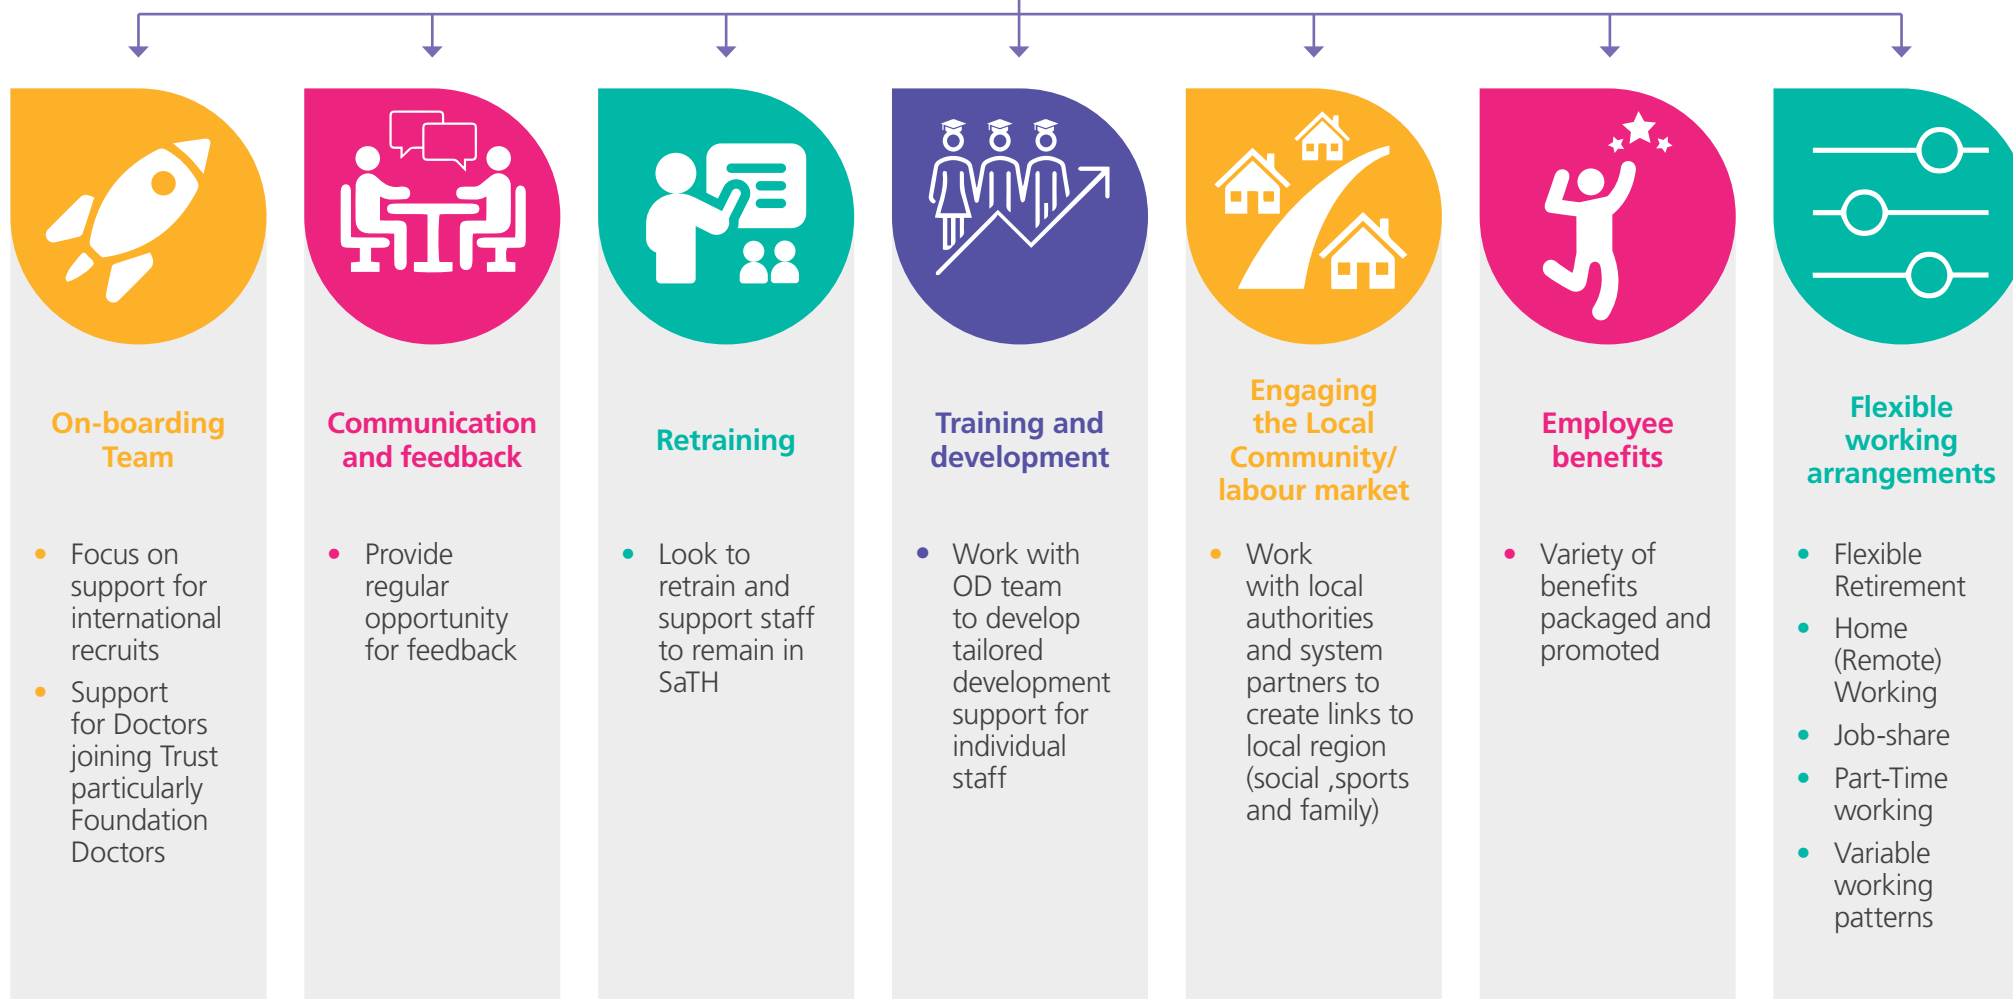 On-boarding
Team
• Focus on
support for
international
recruits
• Support
for Doctors
joining Trust
particularly
Foundation
Doctors
Communication
and feedback
• Provide
regular
opportunity
for feedback
Retraining
• Look to
retrain and
support staff
to remain in
SaTH
Training and
development
• Work with
OD team
to develop
tailored
development
support for
individual
staff
Engaging
the Local
Community/
labour market
• Work
with local
authorities
and system
partners to
create links to
local region
(social ,sports
and family)
Employee
benefits
• Variety of
benefits
packaged and
promoted
Flexible
working
arrangements
• Flexible
Retirement
• Home
(Remote)
Working
• Job-share
• Part-Time
working
• Variable
working
patterns